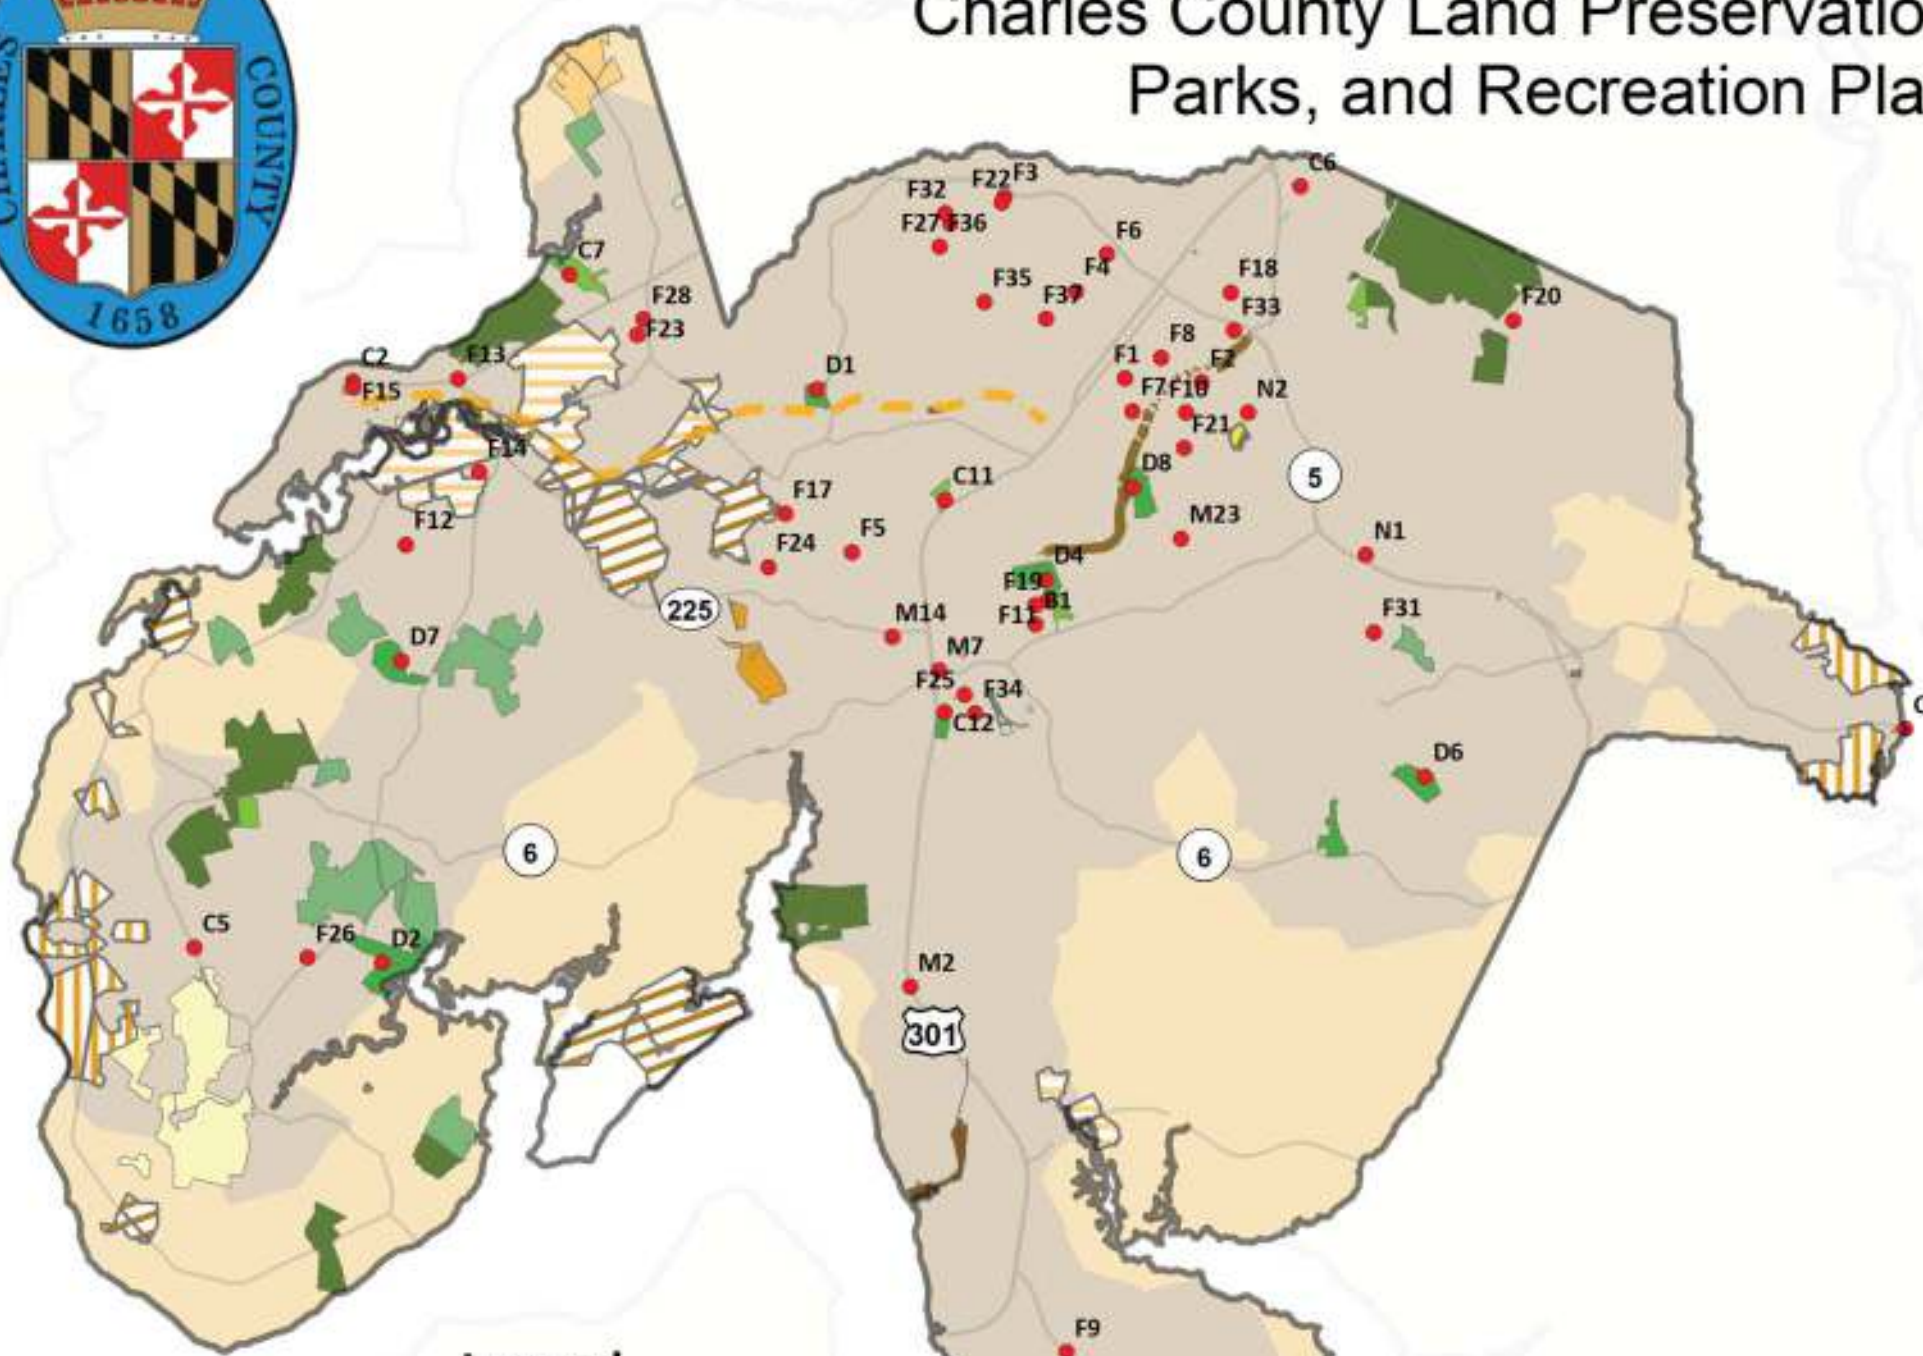 Charles County Land Preservatio
Parks, and Recreation Pla
COUNTY
1658
C6
F22
F3
F32
F27
F36
F6
C7
F4
F18
F35
F28
F37
F20
F33
F23
F8
C2
F13
F1
F2
D1
F15
F7
F10
N2
F21
F14
D8
5
C11
F17
M23
F12
F5
N1
F24
D4
F19
B1
225
F11
F31
M14
D7
M7
F25
F34
C12
D6
6
6
C5
F26
D2
M2
301
F9